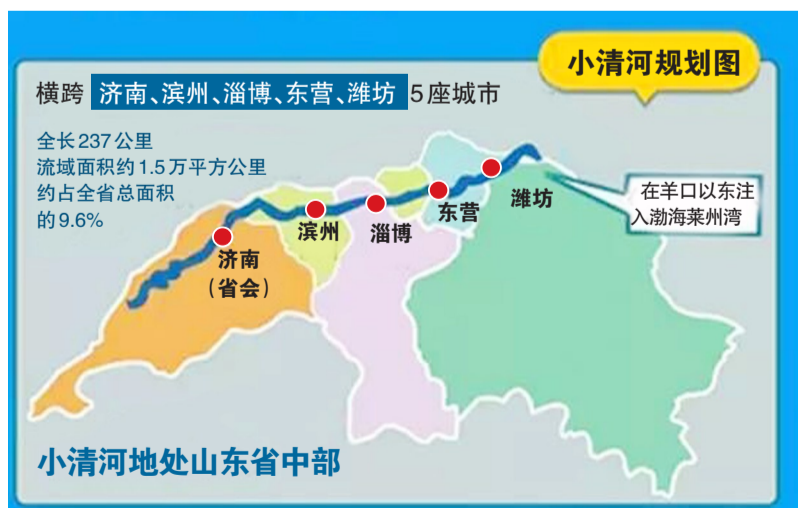 小清河规划图
横跨 济南、滨州、淄博、东营、潍坊 5座城市
全长237公里
流域面积约1.5万平方公里
约占全省总面积
的9.6%
潍坊
东营
滨州
淄博
济南
（省会）
在羊口以东注
入渤海莱州湾
小清河地处山东省中部